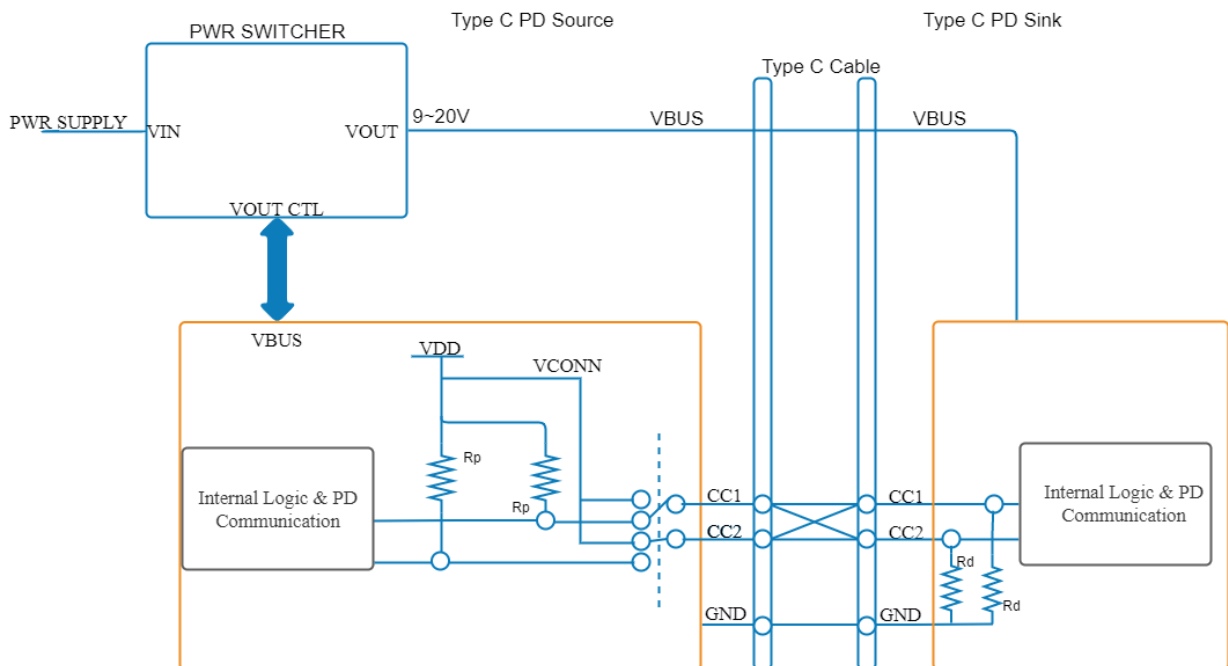 Type C PD Source
Type C PD Sink
PWR SWITCHER
Type C Cable
PWR_SUPPLY
VIN
VOUT
9~20V
VBUS
VBUS
VOUT CTL
VBUS
VDD
VCONN
Rp
Rp
Internal Logic & PD
Communication
CC1
CC1
CC2
CC2
Internal Logic & PD
Communication
Rd
Rd
GND
GND